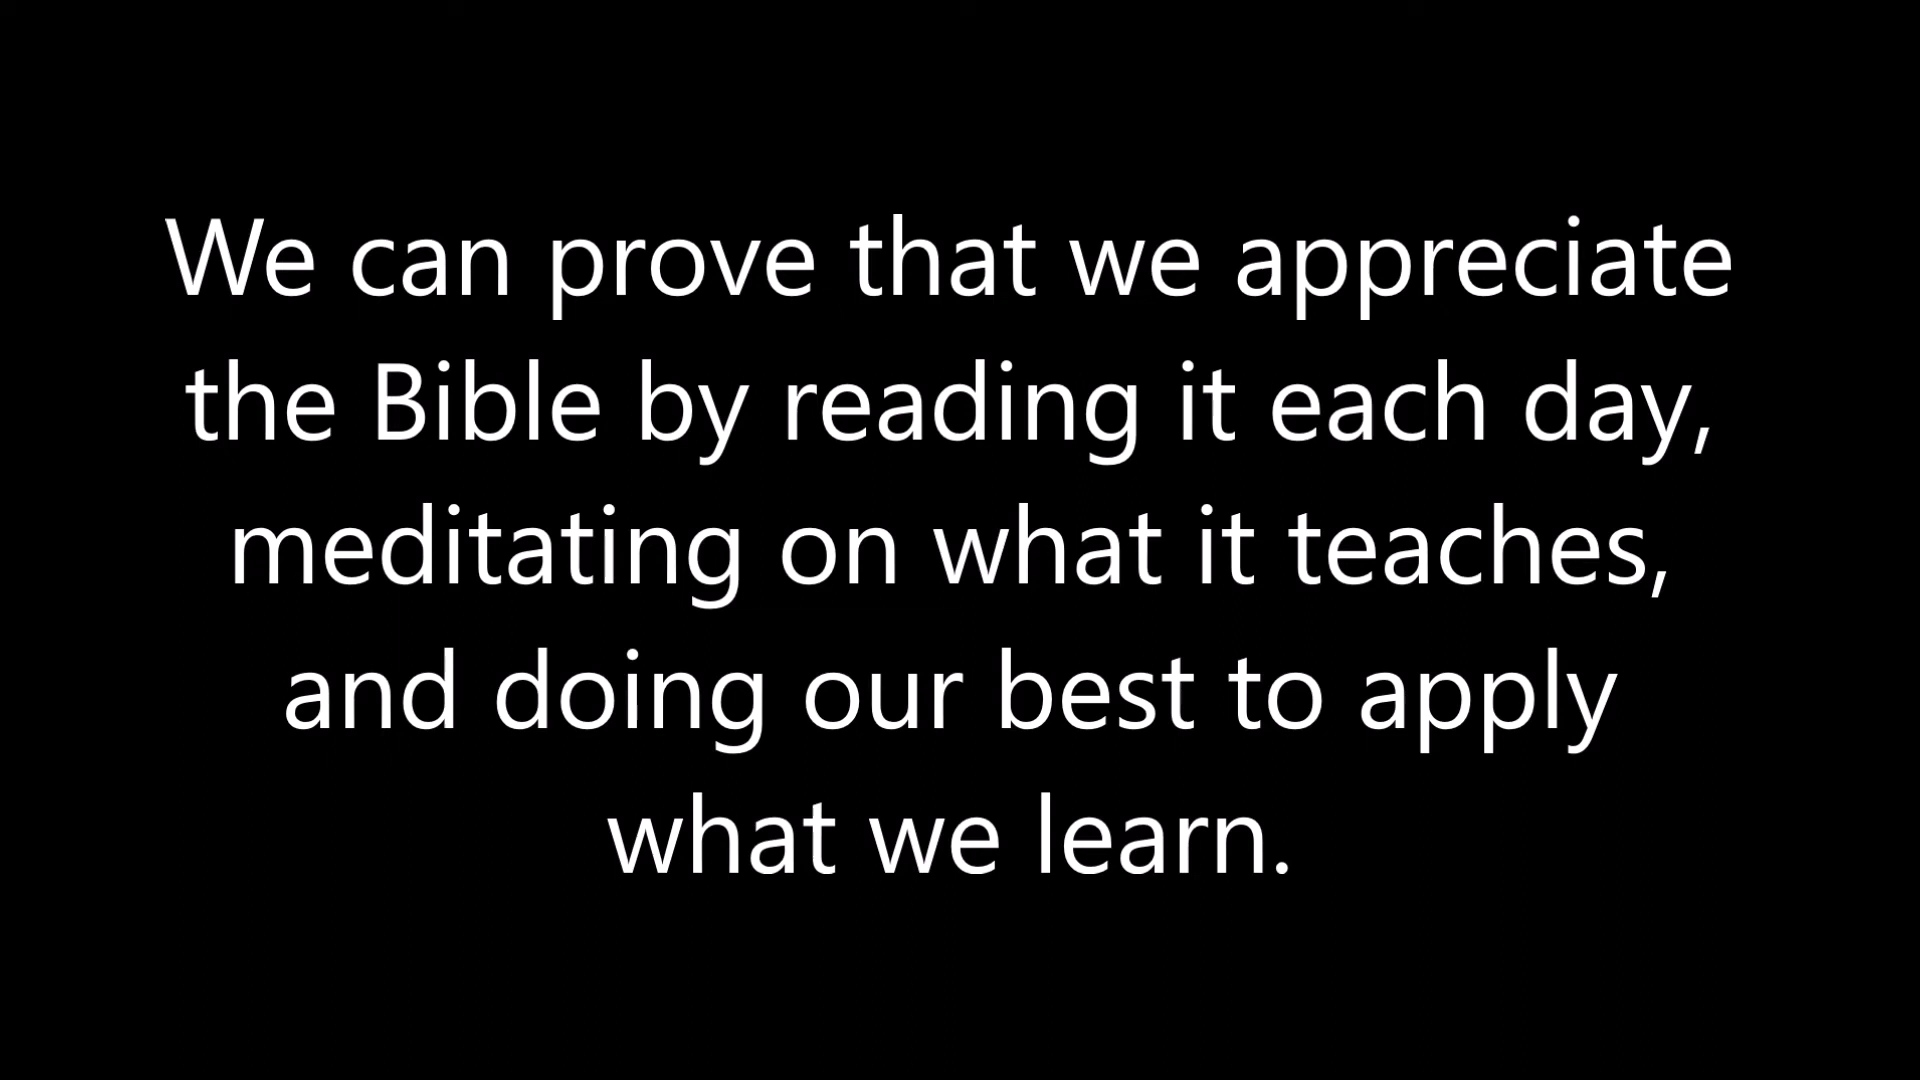 We can prove that we appreciate
the Bible by reading it each day,
meditating on what it teaches,
and doing our best to apply
what we learn.